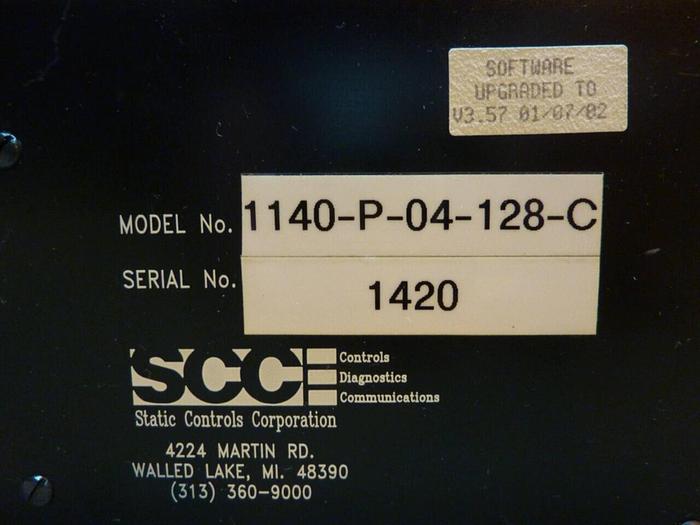 SOFTWARE
UPGRADED TO
V3.57 01/07/02
MODEL No. 1140-P-04-128-C
SERIAL No. 1420
SCC
Controls
Diagnostics
Communications
Static Controls Corporation
4224 MARTIN RD.
WALLED LAKE, MI. 48390
(313) 360-9000